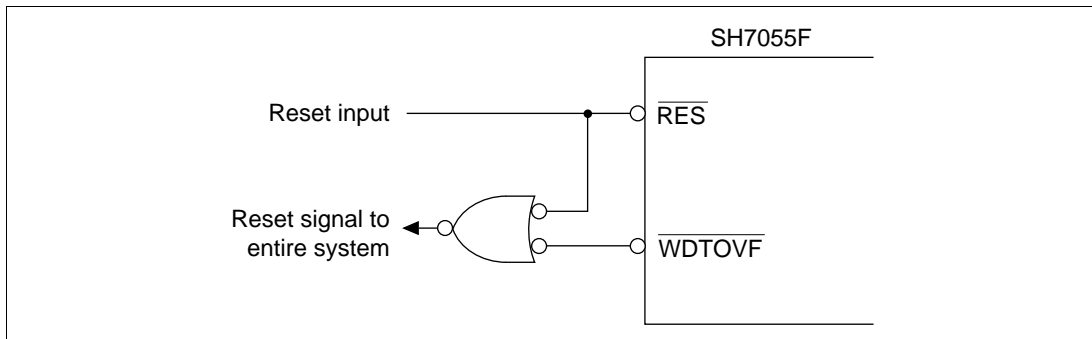 SH7055F
Reset input
RES
Reset signal to
entire system
WDTOVF